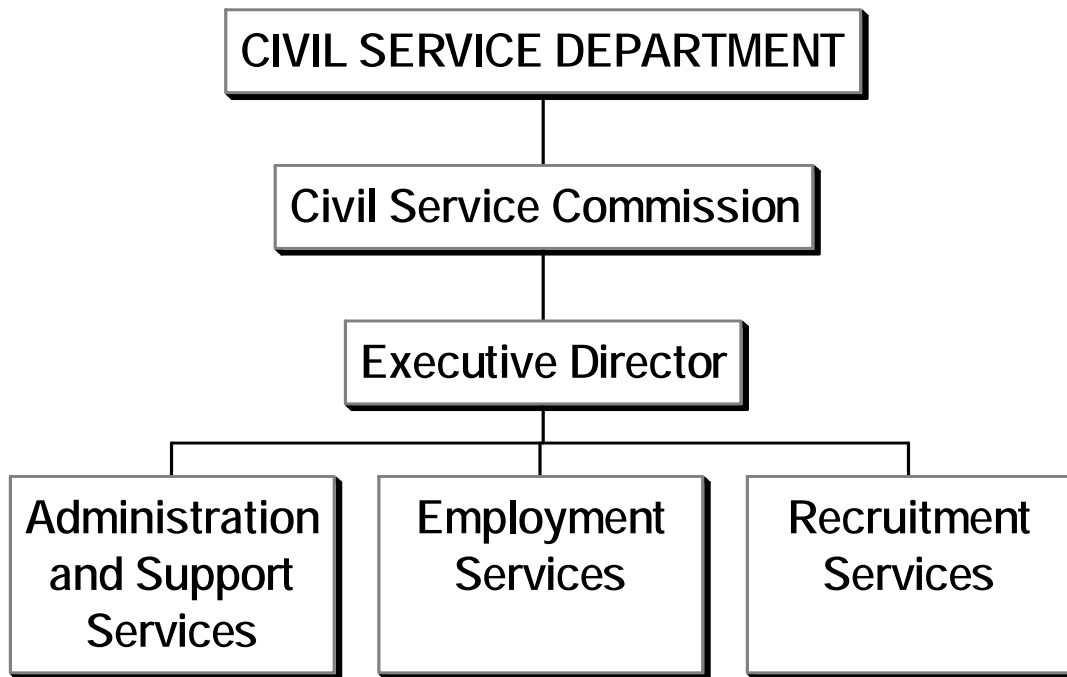 CIVIL SERVICE DEPARTMENT
Civil Service Commission
Executive Director
Administration
and Support
Services
Employment
Services
Recruitment
Services